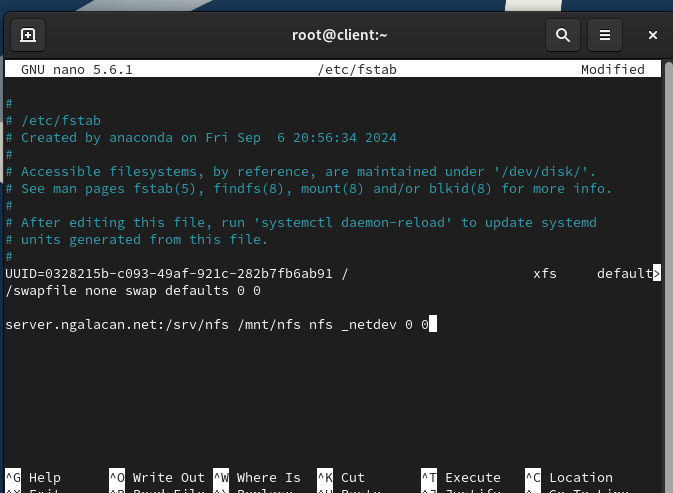 root@client:~
GNU nano 5.6.1 /etc/fstab Modified
#
# /etc/fstab
# Created by anaconda on Fri Sep  6 20:56:34 2024
#
# Accessible filesystems, by reference, are maintained under '/dev/disk/'.
# See man pages fstab(5), findfs(8), mount(8) and/or blkid(8) for more info.
#
# After editing this file, run 'systemctl daemon-reload' to update systemd
# units generated from this file.
#
UUID=0328215b-c093-49af-921c-282b7fb6ab91 / xfs default>
/swapfile none swap defaults 0 0
server.ngalacan.net:/srv/nfs /mnt/nfs nfs _netdev 0 0
^G Help ^O Write Out ^W Where Is ^K Cut ^T Execute ^C Location